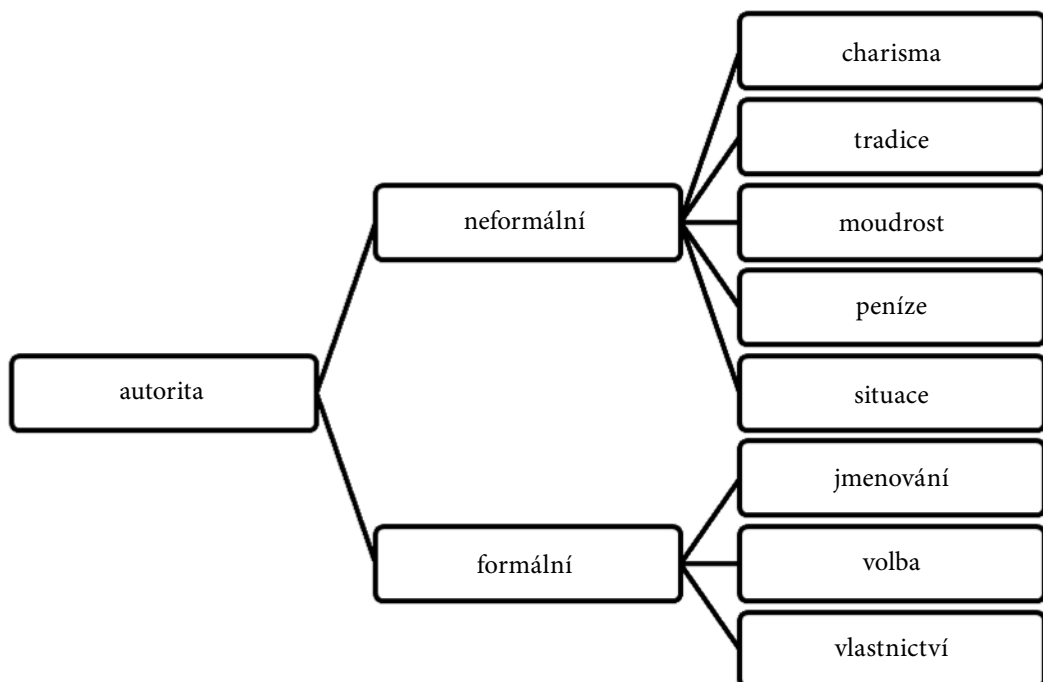 autorita
neformální
charisma
tradice
moudrost
peníze
situace
formální
jmenování
volba
vlastnictví